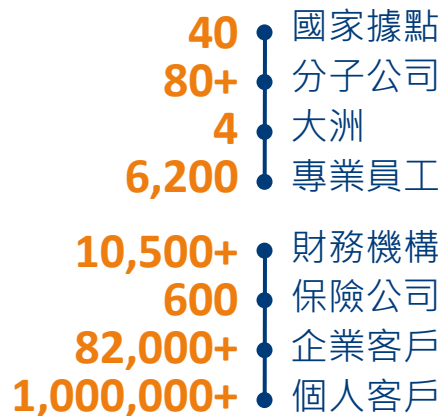 40 國家據點
80+ 分子公司
4 大洲
6,200 專業員工
10,500+ 財務機構
600 保險公司
82,000+ 企業客戶
1,000,000+ 個人客戶